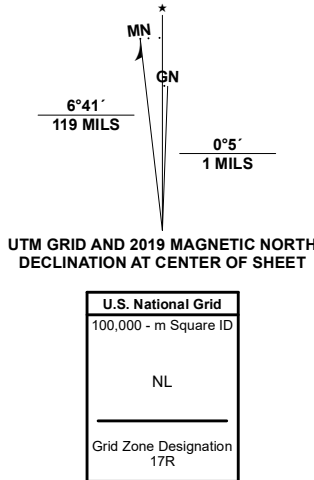 ★
MN
GN
6°41´
119 MILS
0°5´
1 MILS
UTM GRID AND 2019 MAGNETIC NORTH
DECLINATION AT CENTER OF SHEET
U.S. National Grid
100,000 - m Square ID
NL
Grid Zone Designation
17R